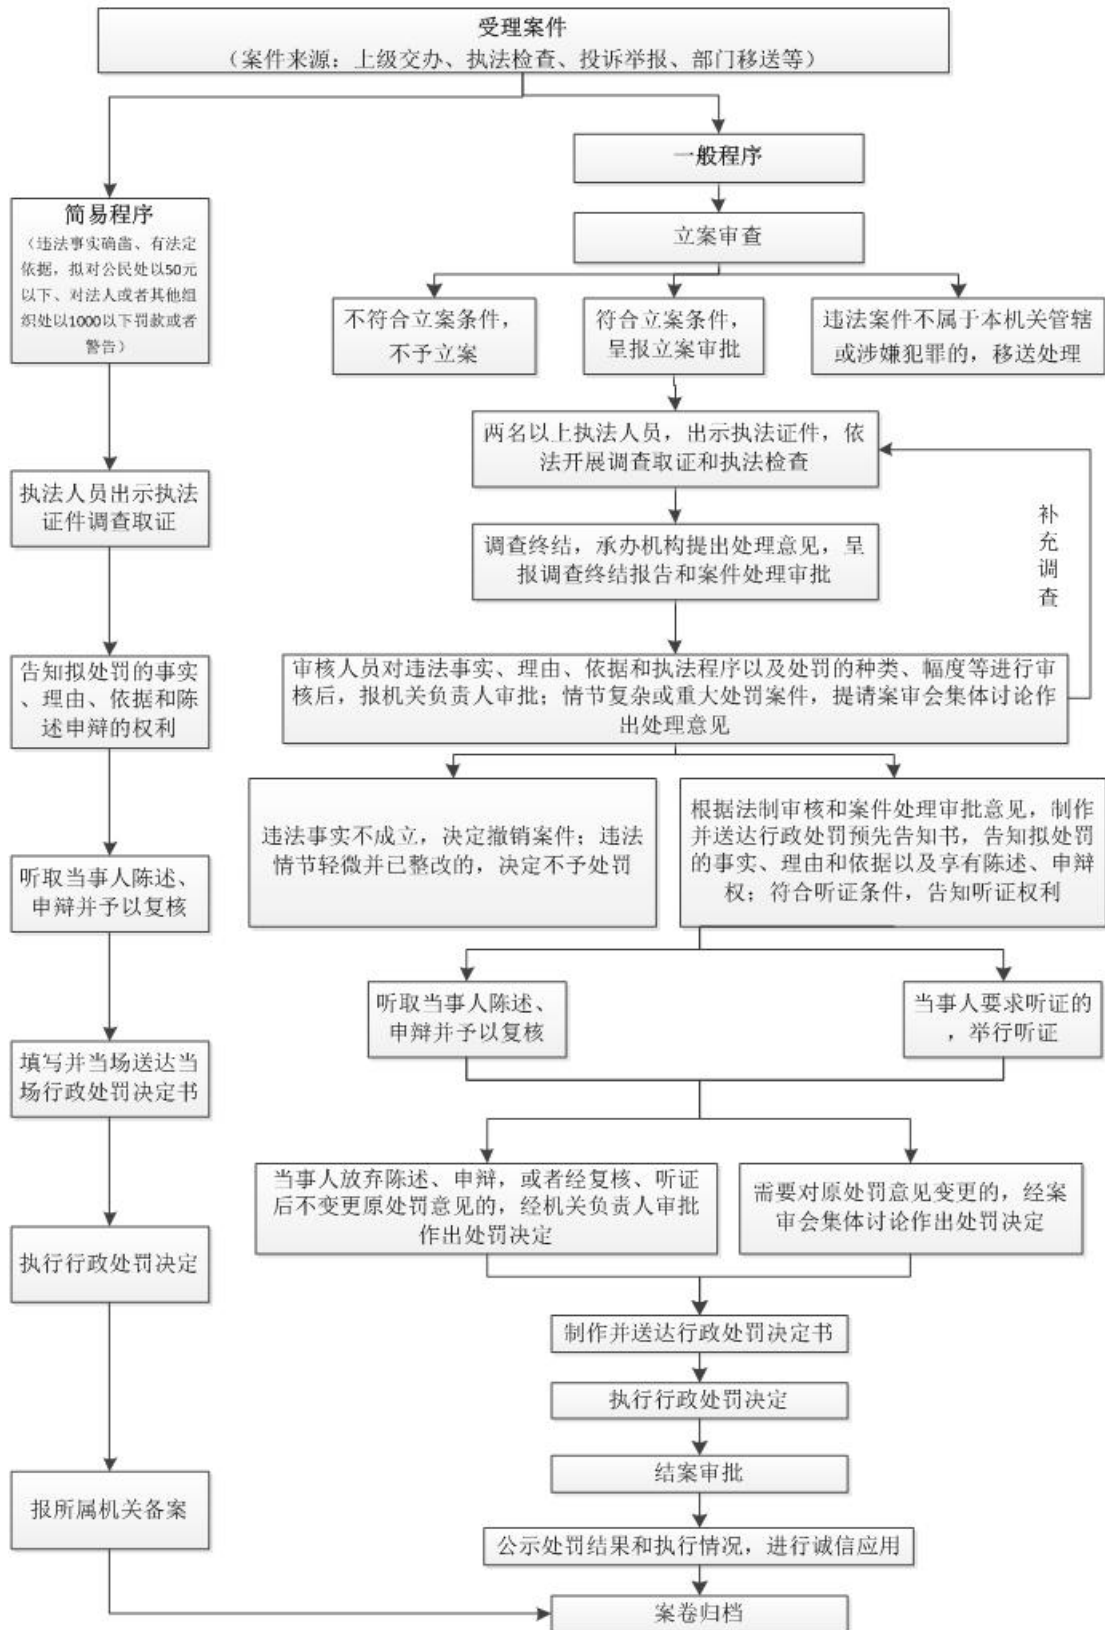 受理案件
（案件来源：上级交办、执法检查、投诉举报、部门移送等）
一般程序
简易程序
（违法事实确凿、有法定
依据，拟对公民处以50元
以下、对法人或者其他组
织处以1000以下罚款或者
警告）
立案审查
不符合立案条件，
不予立案
符合立案条件，
呈报立案审批
违法案件不属于本机关管辖
或涉嫌犯罪的，移送处理
两名以上执法人员，出示执法证件，依
法开展调查取证和执法检查
执法人员出示执法
证件调查取证
补
充
调
查
调查终结，承办机构提出处理意见，呈
报调查终结报告和案件处理审批
告知拟处罚的事实
、理由、依据和陈
述申辩的权利
审核人员对违法事实、理由、依据和执法程序以及处罚的种类、幅度等进行审
核后，报机关负责人审批；情节复杂或重大处罚案件，提请案审会集体讨论作
出处理意见
违法事实不成立，决定撤销案件；违法
情节轻微并已整改的，决定不予处罚
根据法制审核和案件处理审批意见，制作
并送达行政处罚预先告知书，告知拟处罚
的事实、理由和依据以及享有陈述、申辩
权；符合听证条件，告知听证权利
听取当事人陈述、
申辩并予以复核
听取当事人陈述、
申辩并予以复核
当事人要求听证的
，举行听证
填写并当场送达当
场行政处罚决定书
当事人放弃陈述、申辩，或者经复核、听证
后不变更原处罚意见的，经机关负责人审批
作出处罚决定
需要对原处罚意见变更的，经案
审会集体讨论作出处罚决定
执行行政处罚决定
制作并送达行政处罚决定书
执行行政处罚决定
结案审批
报所属机关备案
公示处罚结果和执行情况，进行诚信应用
案卷归档